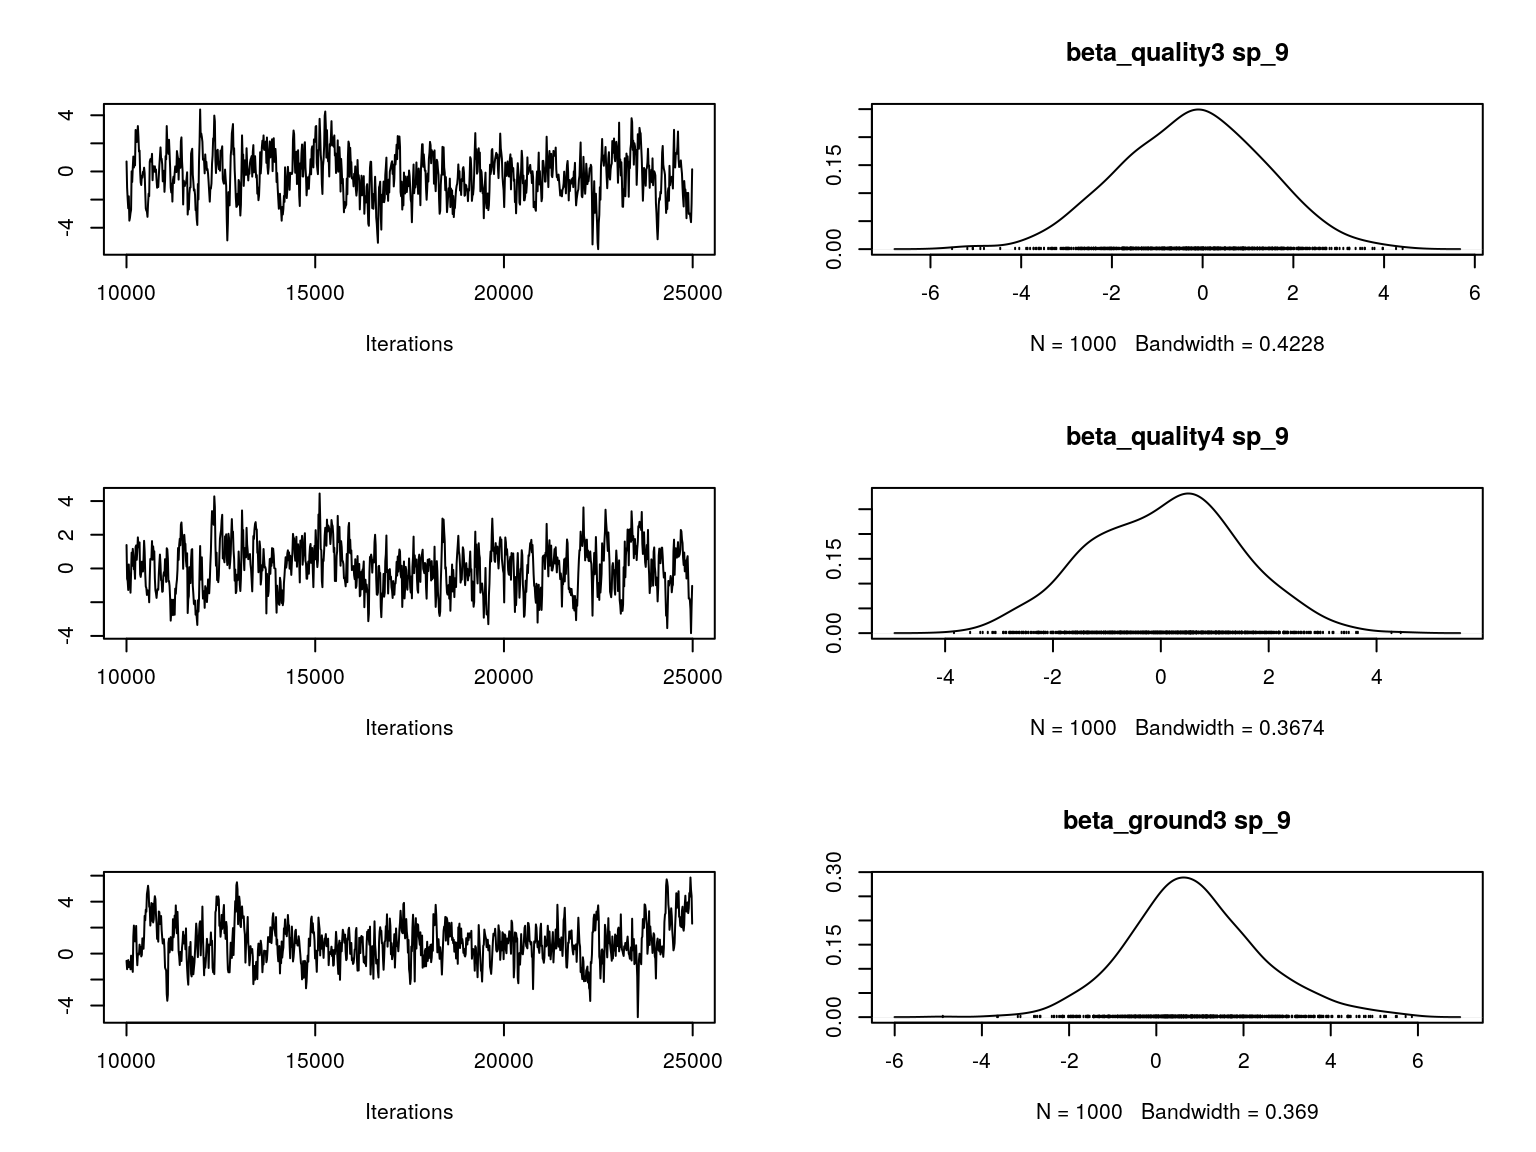 beta_quality3 sp_9
4
0
-4
10000 15000 20000 25000
Iterations
0.15
0.00
-6 -4 -2 0 2 4 6
N = 1000 Bandwidth = 0.4228
beta_quality4 sp_9
4
2
0
-4
10000 15000 20000 25000
Iterations
0.15
0.00
-4 -2 0 2 4
N = 1000 Bandwidth = 0.3674
beta_ground3 sp_9
4
0
-4
10000 15000 20000 25000
Iterations
0.30
0.15
0.00
-6 -4 -2 0 2 4 6
N = 1000 Bandwidth = 0.369